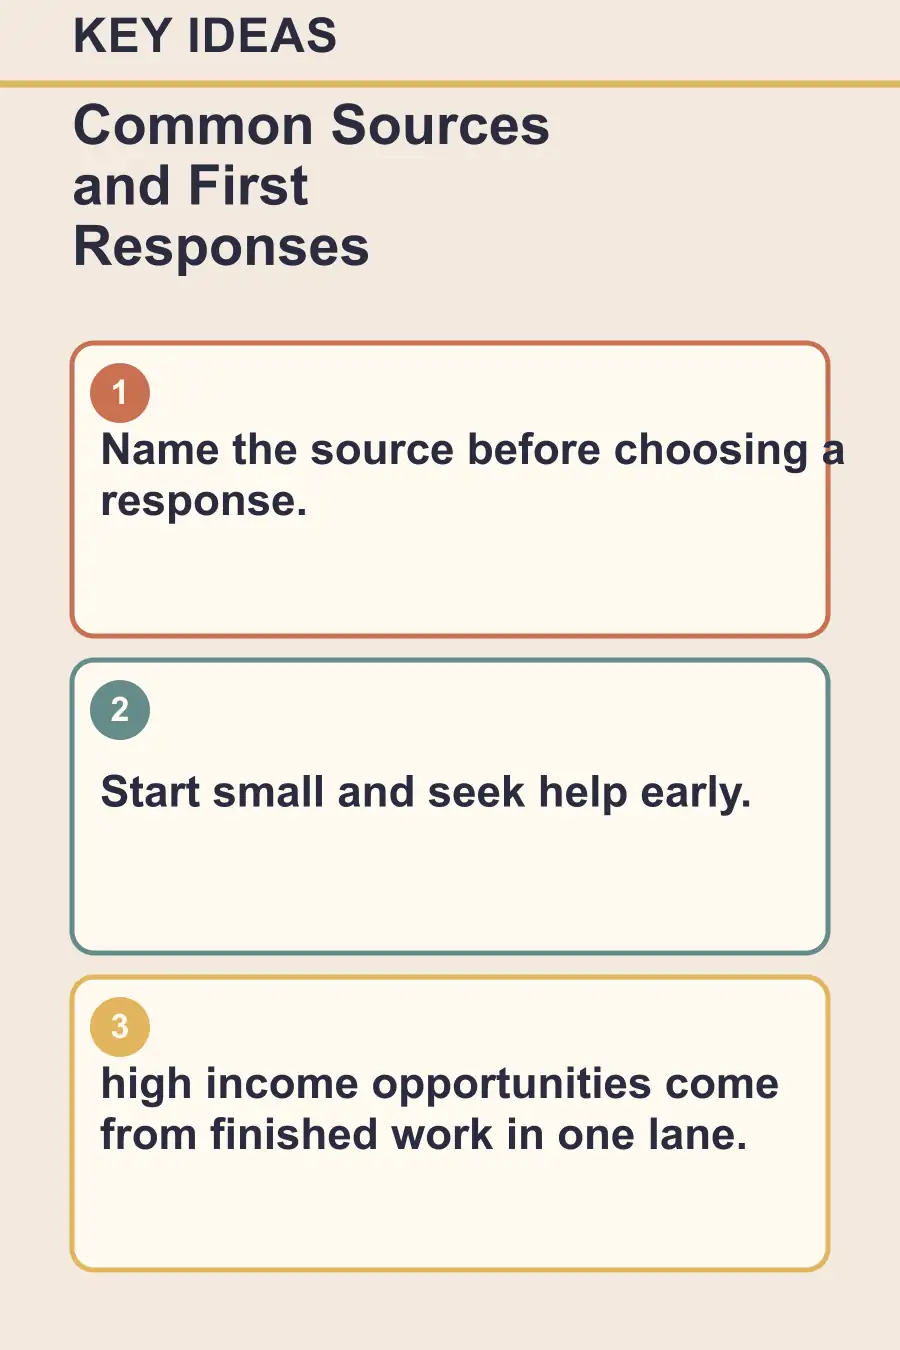 KEY IDEAS
Common Sources
and First
Responses
1
Name the source before choosing a
response.
2
Start small and seek help early.
3
high income opportunities come
from finished work in one lane.